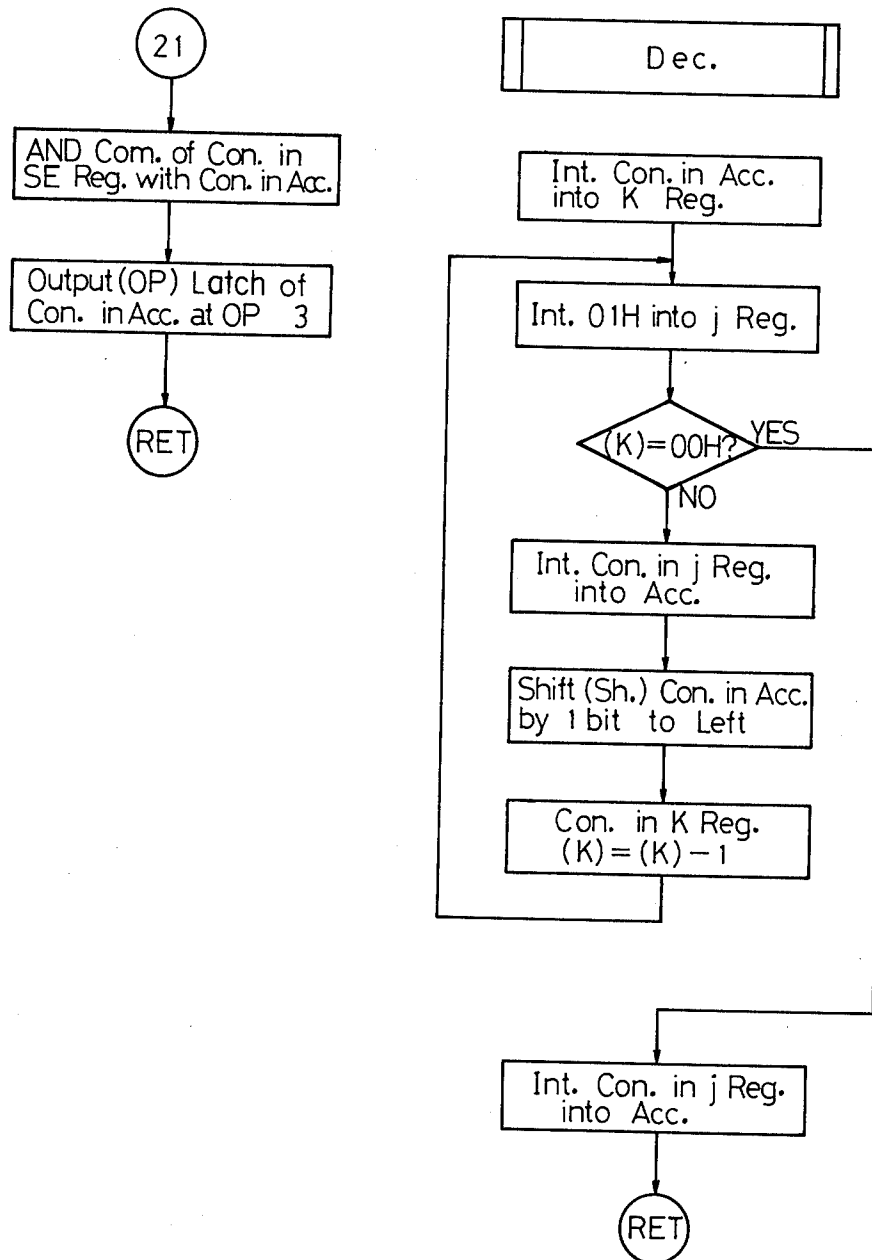 21
AND Com. of Con. in
SE Reg. with Con. in Acc.
Output (OP) Latch of
Con. in Acc. at OP 3
RET
Dec.
Int. Con. in Acc.
into K Reg.
Int. 01H into j Reg.
(K)=00H?
YES
NO
Int. Con. in j Reg.
into Acc.
Shift (Sh.) Con. in Acc.
by 1 bit to Left
Con. in K Reg.
(K)=(K)-1
Int. Con. in j Reg.
into Acc.
RET